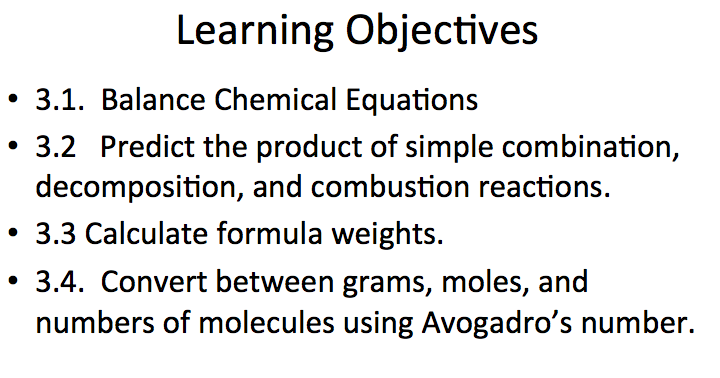 Learning Objectives
• 3.1.  Balance Chemical Equations
• 3.2   Predict the product of simple combination,
decomposition, and combustion reactions.
• 3.3 Calculate formula weights.
• 3.4.  Convert between grams, moles, and
numbers of molecules using Avogadro’s number.